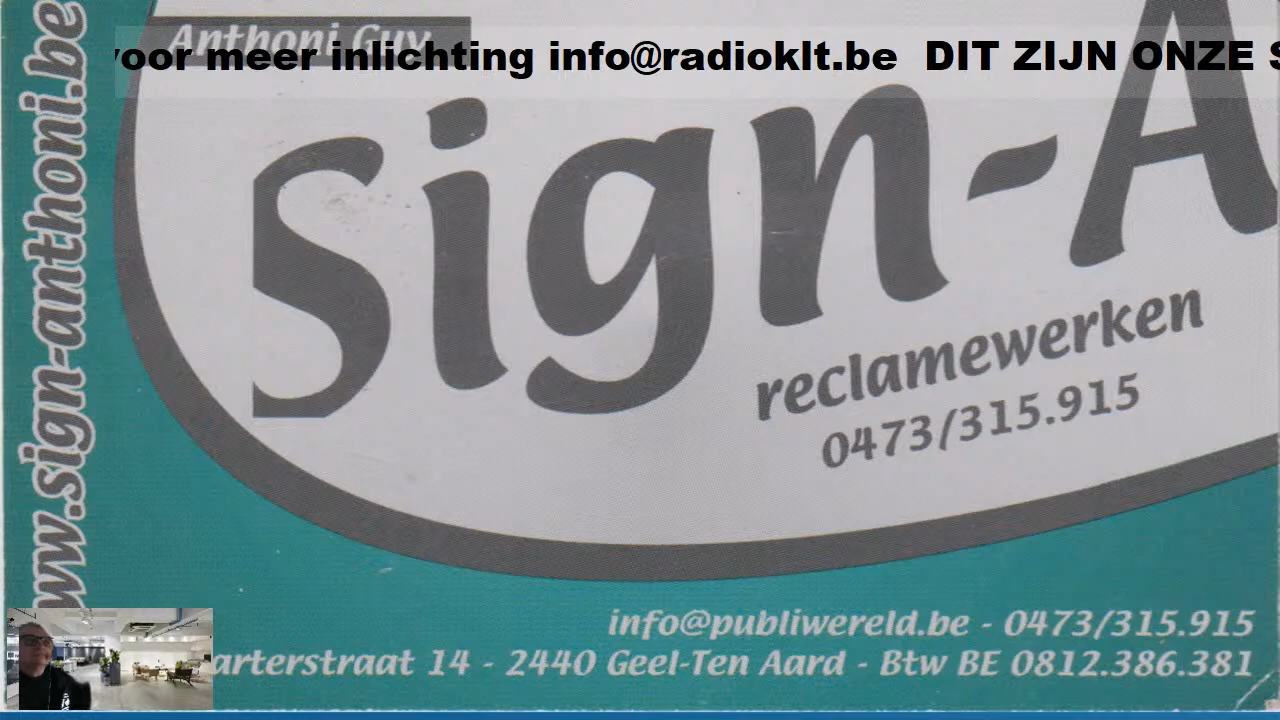 Anthoni Guy
voor meer inlichting info@radioklt.be DIT ZIJN ONZE S
www.sign-anthoni.be
Sign-A
reclamewerken
0473/315.915
info@publiwereld.be - 0473/315.915
arterstraat 14 - 2440 Geel-Ten Aard - Btw BE 0812.386.381